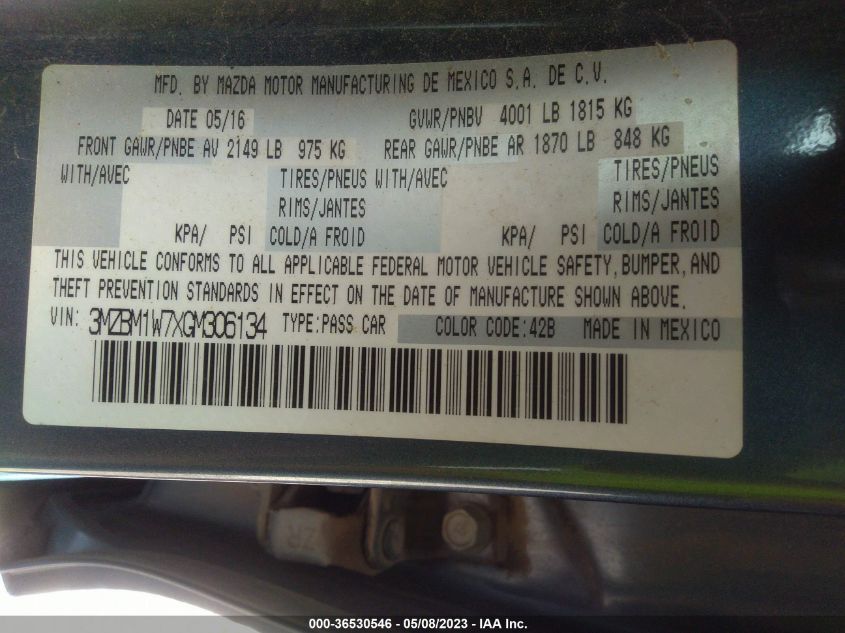 MFD. BY MAZDA MOTOR MANUFACTURING DE MEXICO S.A. DE C.V.
DATE 05/16 GVWR/PNBV 4001 LB 1815 KG
FRONT GAWR/PNBE AV 2149 LB 975 KG REAR GAWR/PNBE AR 1870 LB 848 KG
WITH/AVEC TIRES/PNEUS WITH/AVEC TIRES/PNEUS
RIMS/JANTES RIMS/JANTES
KPA/ PSI COLD/A FROID KPA/ PSI COLD/A FROID
THIS VEHICLE CONFORMS TO ALL APPLICABLE FEDERAL MOTOR VEHICLE SAFETY, BUMPER, AND
THEFT PREVENTION STANDARDS IN EFFECT ON THE DATE OF MANUFACTURE SHOWN ABOVE.
VIN: 3MZBM1W7XGM306134 TYPE:PASS CAR COLOR CODE:42B MADE IN MEXICO
ZR
000-36530546 - 05/08/2023 - IAA Inc.